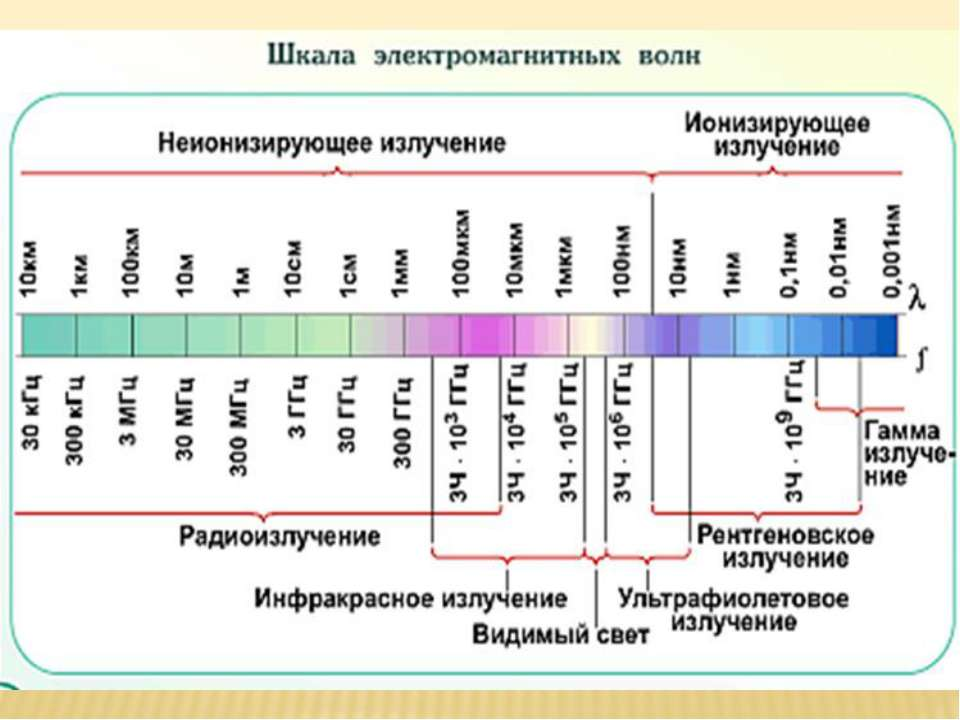 Шкала электромагнитных волн
Неионизирующее излучение
Ионизирующее
излучение
10км
1км
100км
10м
1м
10см
1см
1мм
100мкм
10мкм
1мкм
100нм
10нм
1нм
0,1нм
0,01нм
0,001нм
λ
f
30 кГц
300 кГц
3 МГц
30 МГц
300 МГц
3 ГГц
30 ГГц
300 ГГц
3Ч · 10³ ГГц
3Ч · 10⁴ ГГц
3Ч · 10⁵ ГГц
3Ч · 10⁶ ГГц
3Ч · 10⁹ ГГц
Гамма
излуче-
ние
Радиоизлучение
Рентгеновское
излучение
Инфракрасное излучение
Ультрафиолетовое
излучение
Видимый свет